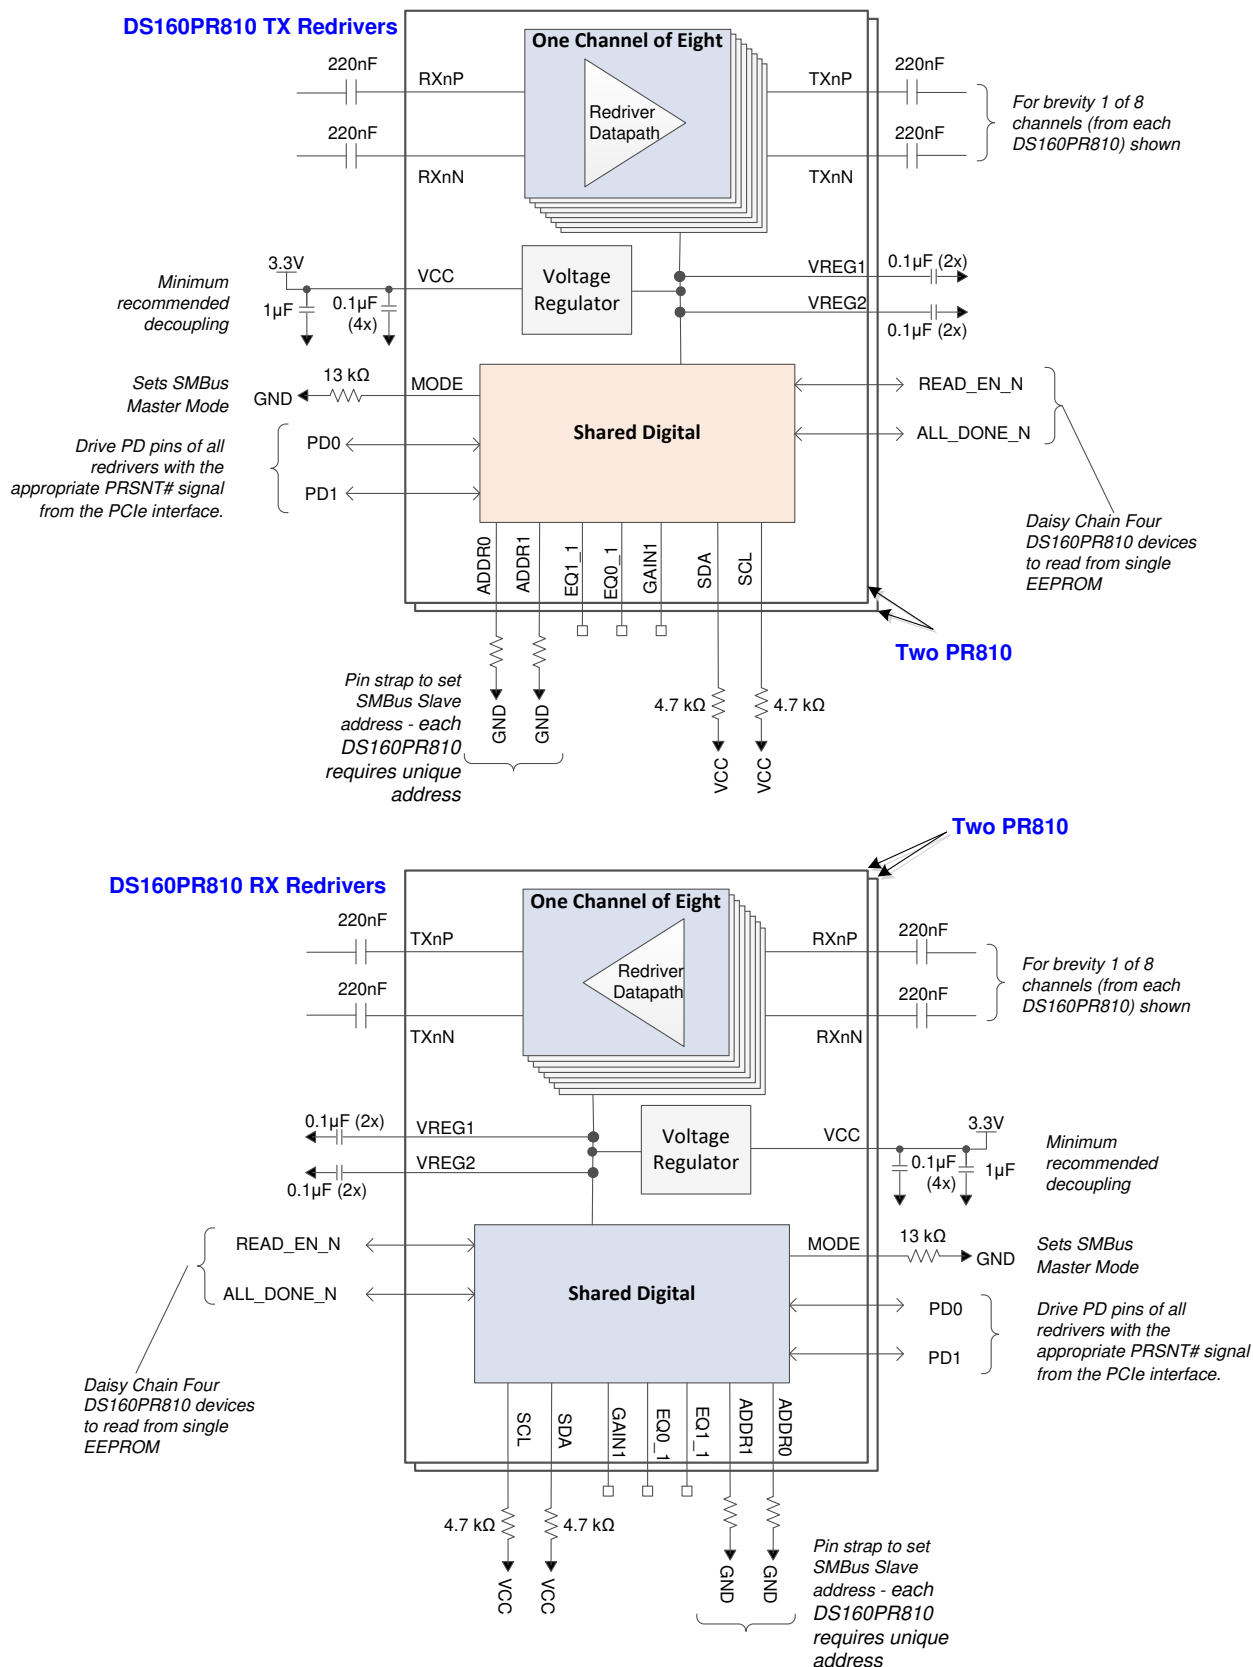 DS160PR810 TX Redrivers
One Channel of Eight
220nF
RXnP
TXnP
220nF
Redriver
Datapath
For brevity 1 of 8
channels (from each
DS160PR810) shown
220nF
220nF
RXnN
TXnN
Minimum
recommended
decoupling
3.3V
VCC
1µF
0.1µF
(4x)
Voltage
Regulator
VREG1
0.1µF (2x)
VREG2
0.1µF (2x)
Sets SMBus
Master Mode
GND
13 kΩ
MODE
Shared Digital
READ_EN_N
ALL_DONE_N
Drive PD pins of all
redrivers with the
appropriate PRSNT# signal
from the PCIe interface.
PD0
PD1
Daisy Chain Four
DS160PR810 devices
to read from single
EEPROM
ADDR0
ADDR1
EQ1_1
EQ0_1
GAIN1
SDA
SCL
Two PR810
Pin strap to set
SMBus Slave
address - each
DS160PR810
requires unique
address
GND
GND
4.7 kΩ
4.7 kΩ
VCC
VCC
Two PR810
DS160PR810 RX Redrivers
One Channel of Eight
220nF
TXnP
RXnP
220nF
Redriver
Datapath
For brevity 1 of 8
channels (from each
DS160PR810) shown
220nF
220nF
TXnN
RXnN
0.1µF (2x)
VREG1
VREG2
0.1µF (2x)
Voltage
Regulator
VCC
3.3V
0.1µF
(4x)
1µF
Minimum
recommended
decoupling
READ_EN_N
ALL_DONE_N
Shared Digital
MODE
13 kΩ
GND
Sets SMBus
Master Mode
PD0
PD1
Drive PD pins of all
redrivers with the
appropriate PRSNT# signal
from the PCIe interface.
Daisy Chain Four
DS160PR810 devices
to read from single
EEPROM
SCL
SDA
GAIN1
EQ0_1
EQ1_1
ADDR1
ADDR0
4.7 kΩ
4.7 kΩ
VCC
VCC
GND
GND
Pin strap to set
SMBus Slave
address - each
DS160PR810
requires unique
address